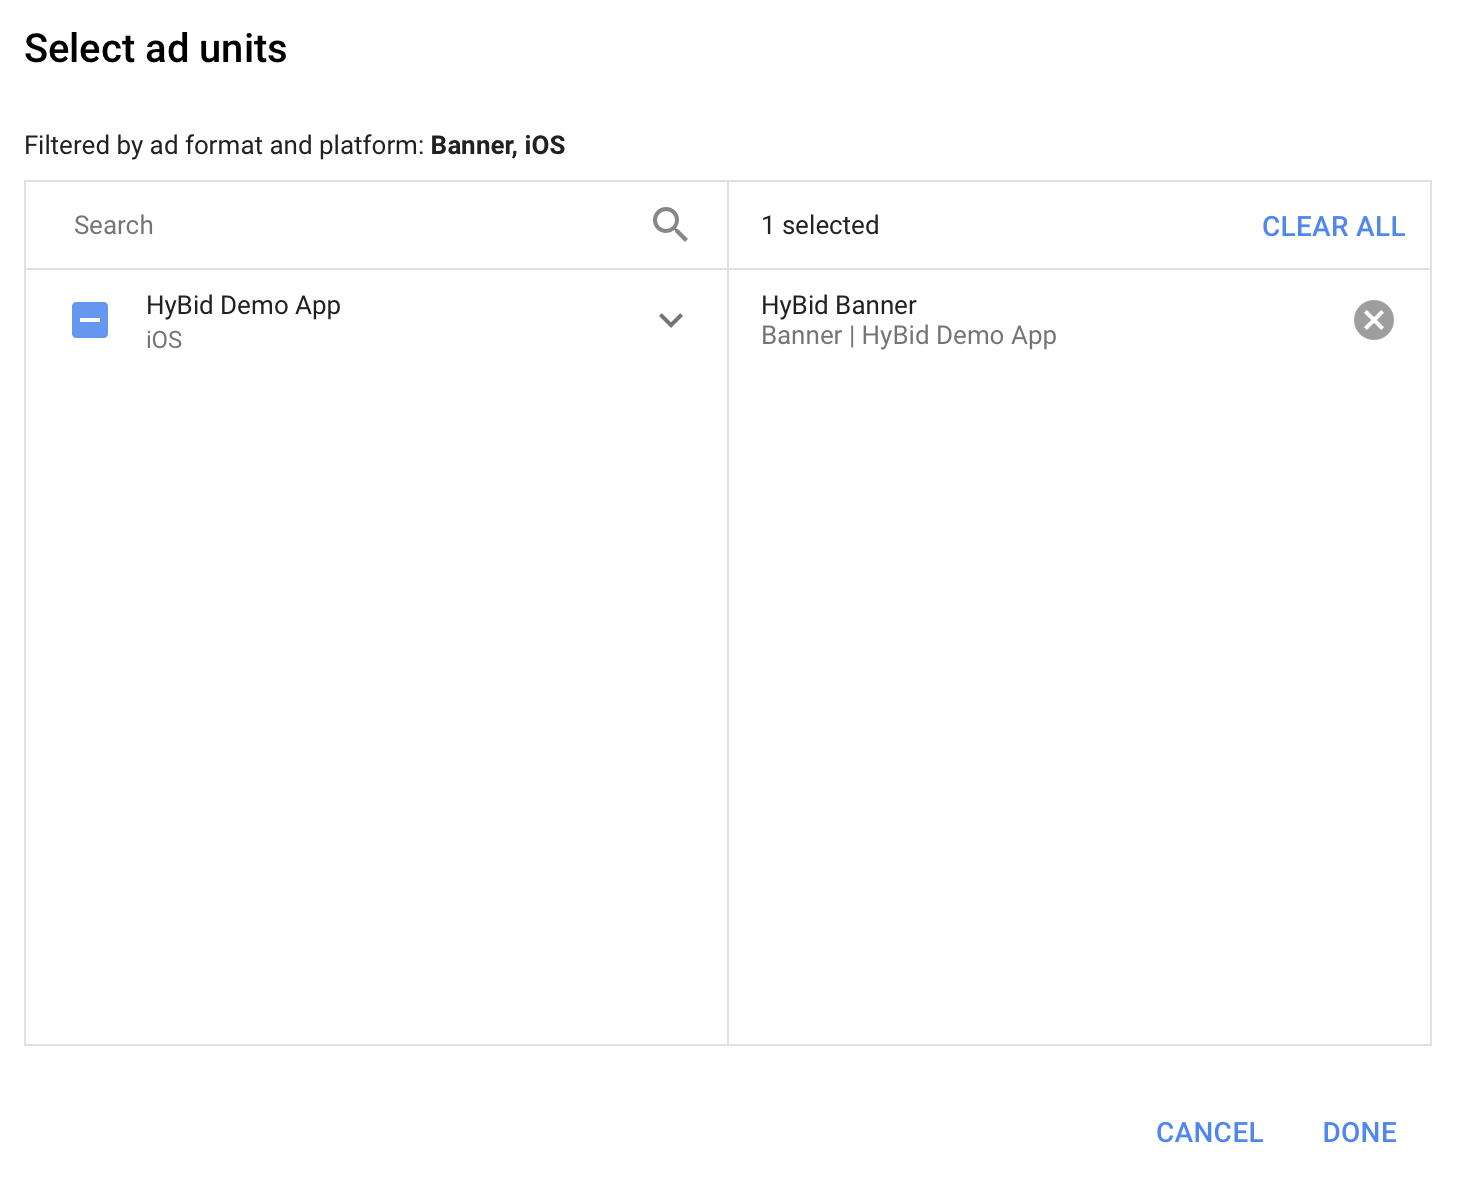 Select ad units
Filtered by ad format and platform: Banner, iOS
Search
1 selected
CLEAR ALL
HyBid Demo App
iOS
HyBid Banner
Banner | HyBid Demo App
CANCEL
DONE